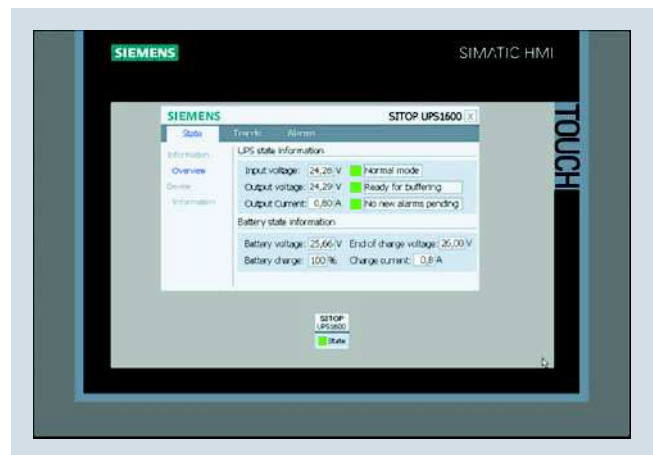 SIEMENS
SIMATIC HMI
TOUCH
SIEMENS SITOP UPS1600 X
State Trends Alarms
Information UPS state information
Overview Input voltage: 24,28 V Normal mode
Device Output voltage: 24,29 V Ready for buffering
Information Output Current: 0,80 A No new alarms pending
Battery state information
Battery voltage: 25,66 V End of charge voltage: 26,00 V
Battery charge: 100 % Charge current: 0,8 A
SITOP
UPS1600
State